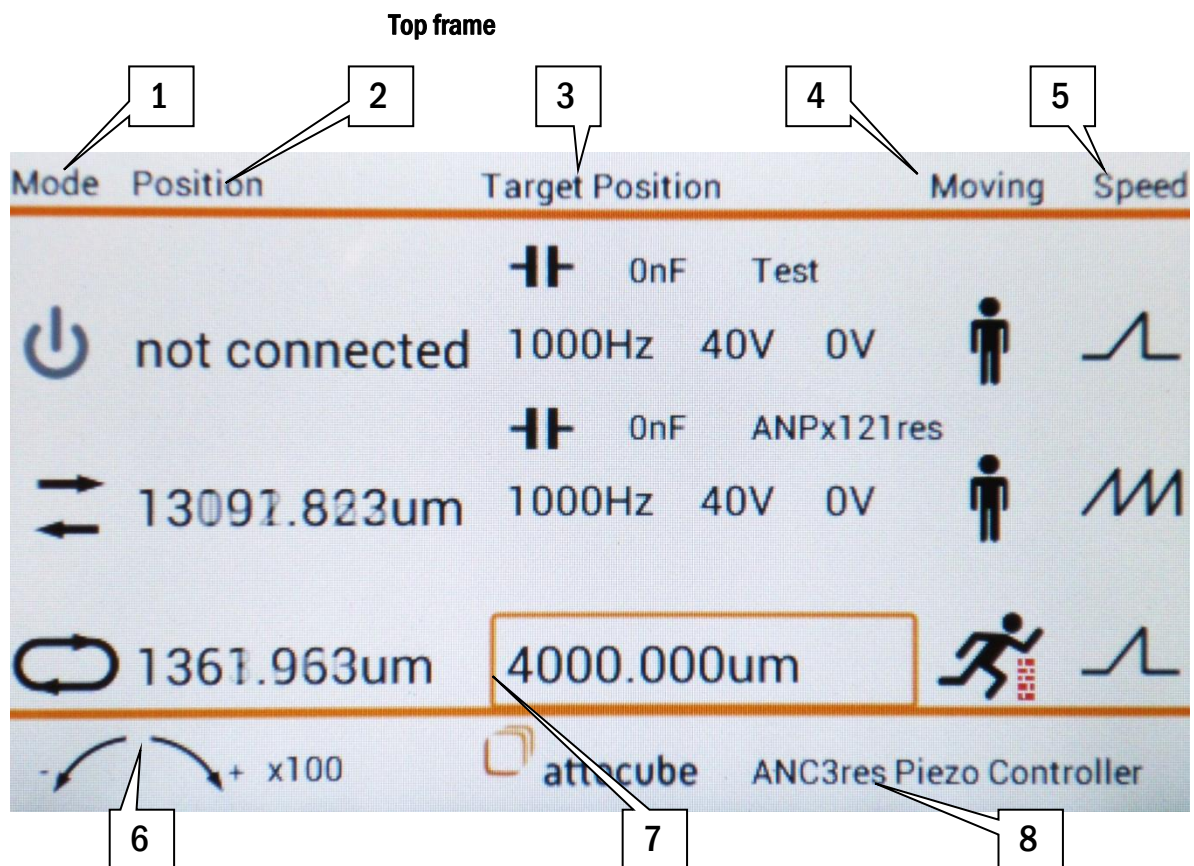 Top frame
1 2 3 4 5
Mode Position Target Position Moving Speed
0nF Test
not connected 1000Hz 40V 0V
0nF ANPx121res
1000Hz 40V 0V
4000.000um
- + x100 attocube ANC3res Piezo Controller
6 7 8